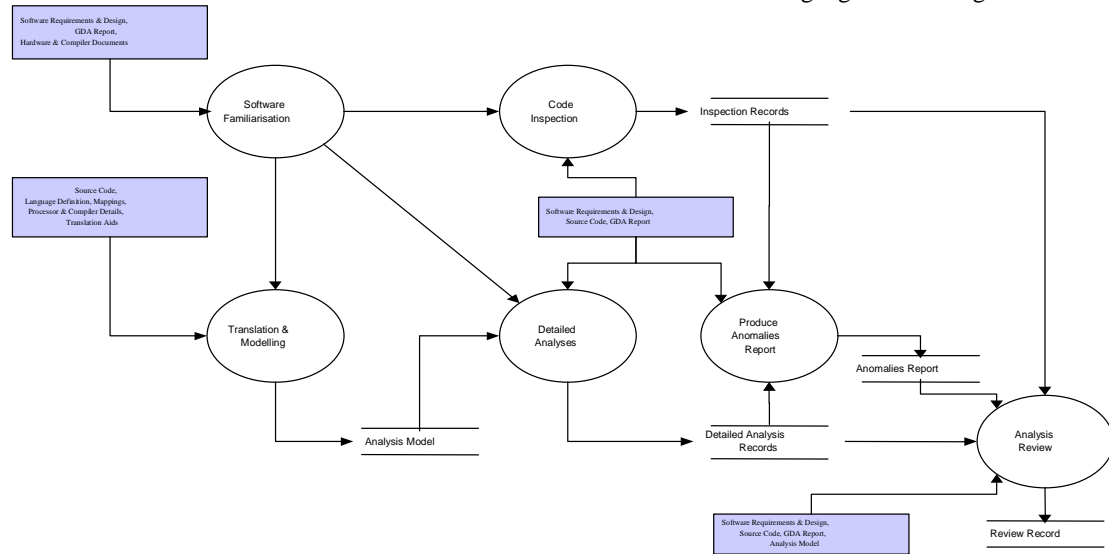 Software Requirements & Design,
GDA Report,
Hardware & Compiler Documents
Software
Familiarisation
Code
Inspection
Inspection Records
Source Code,
Language Definition, Mappings,
Processor & Compiler Details,
Translation Aids
Software Requirements & Design,
Source Code, GDA Report
Translation &
Modelling
Detailed
Analyses
Produce
Anomalies
Report
Anomalies Report
Analysis Model
Detailed Analysis
Records
Analysis
Review
Software Requirements & Design,
Source Code, GDA Report,
Analysis Model
Review Record